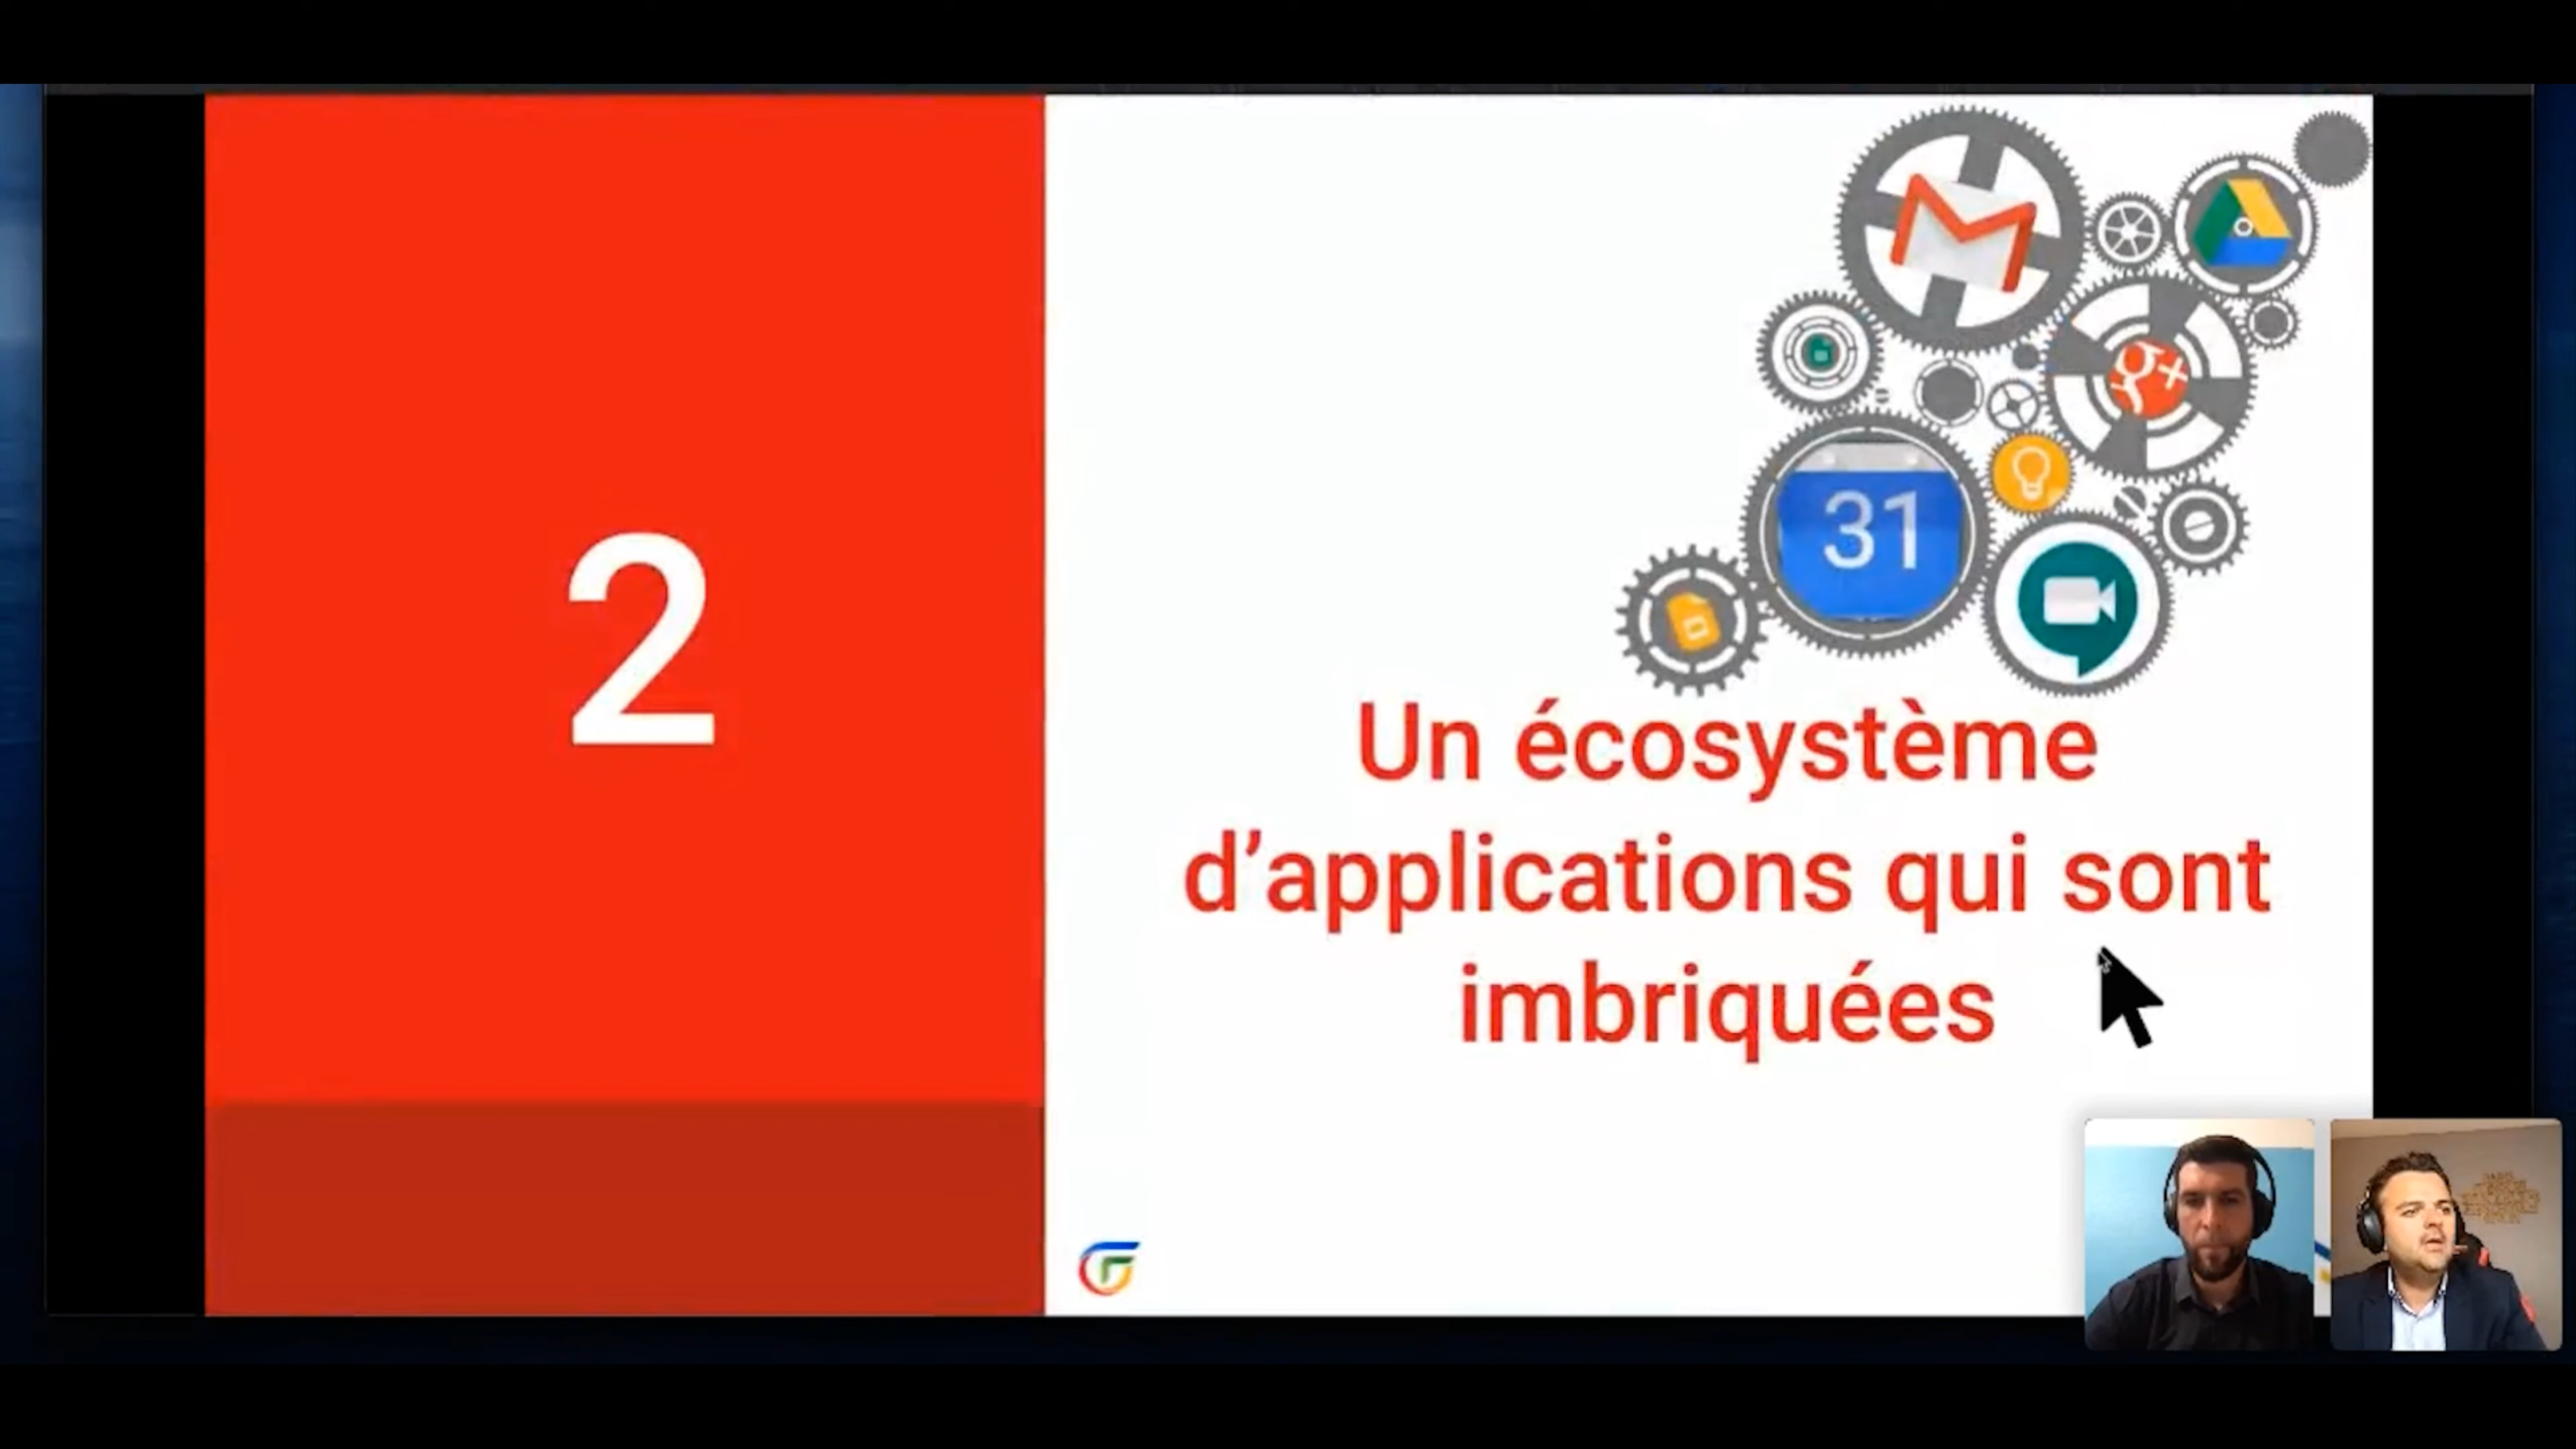 2
31
g+
Un écosystème
d’applications qui sont
imbriquées